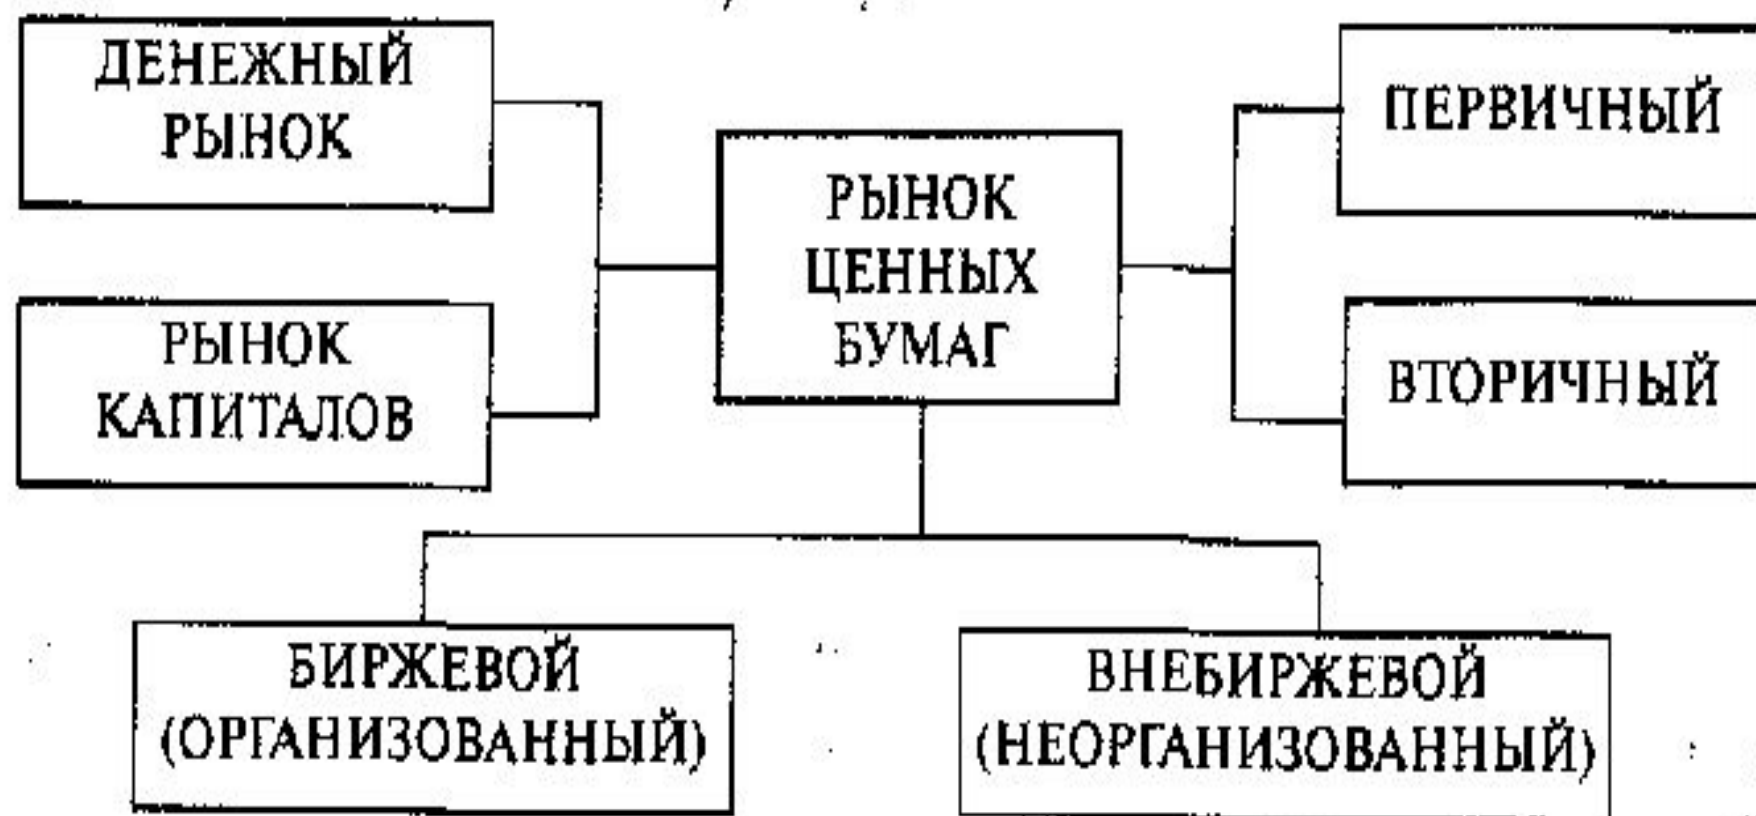 ДЕНЕЖНЫЙ
РЫНОК
РЫНОК
КАПИТАЛОВ
РЫНОК
ЦЕННЫХ
БУМАГ
ПЕРВИЧНЫЙ
ВТОРИЧНЫЙ
БИРЖЕВОЙ
(ОРГАНИЗОВАННЫЙ)
ВНЕБИРЖЕВОЙ
(НЕОРГАНИЗОВАННЫЙ)